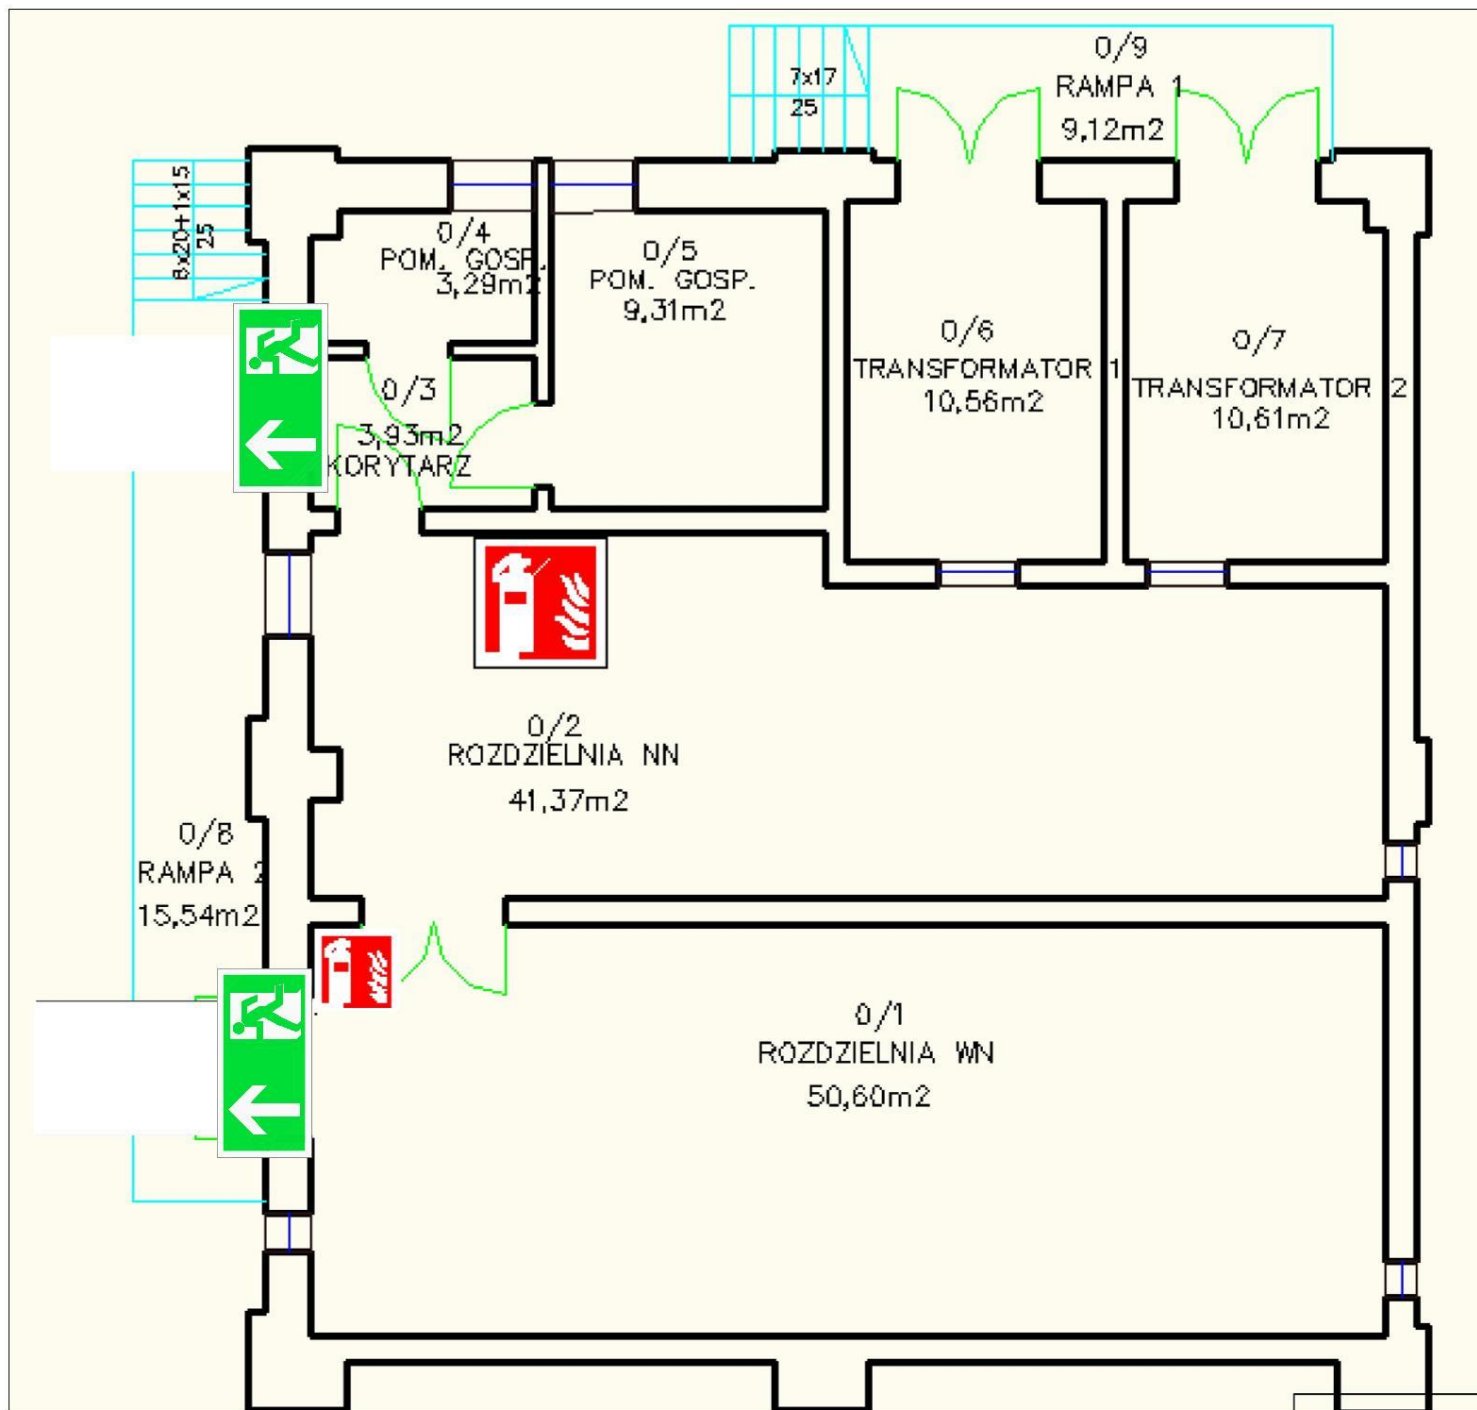 0/9
RAMPA 1
9,12m2
7x17
25
8x20+1x15
25
0/4
POM. GOSP.
3,29m2
0/5
POM. GOSP.
9,31m2
0/6
TRANSFORMATOR 1
10,56m2
0/7
TRANSFORMATOR 2
10,61m2
0/3
3,93m2
KORYTARZ
0/2
ROZDZIELNIA NN
41,37m2
0/8
RAMPA 2
15,54m2
0/1
ROZDZIELNIA WN
50,60m2